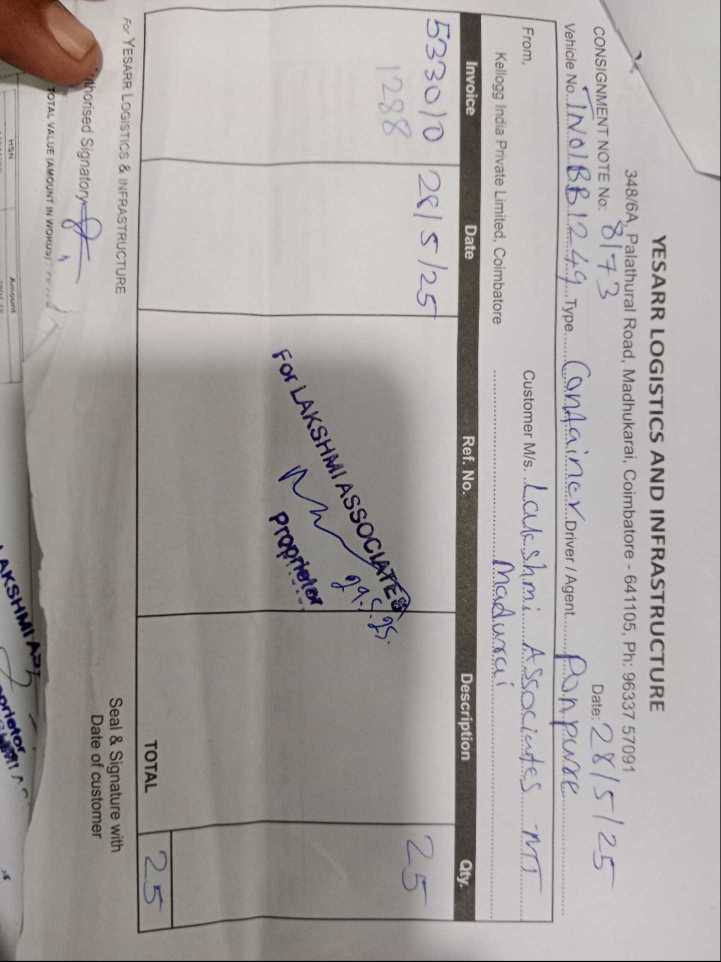 YESARR LOGISTICS AND INFRASTRUCTURE
348/6A, Palathurai Road, Madhukarai, Coimbatore - 641105, Ph: 96337 57091
CONSIGNMENT NOTE No: 8173 Date: 28/5/25
Vehicle No. TN01BB1249 Type Container Driver / Agent Ponpure
From, Customer M/s. Lakshmi Associates - MT
Kellogg India Private Limited, Coimbatore Madurai
Invoice Date Ref. No. Description Qty.
533010 28/5/25 25
1288
For LAKSHMI ASSOCIATES
29.5.25.
Proprietor
TOTAL 25
For YESARR LOGISTICS & INFRASTRUCTURE
Seal & Signature with
Date of customer
Authorised Signatory
TOTAL VALUE (AMOUNT IN WORDS)
HSN Amount